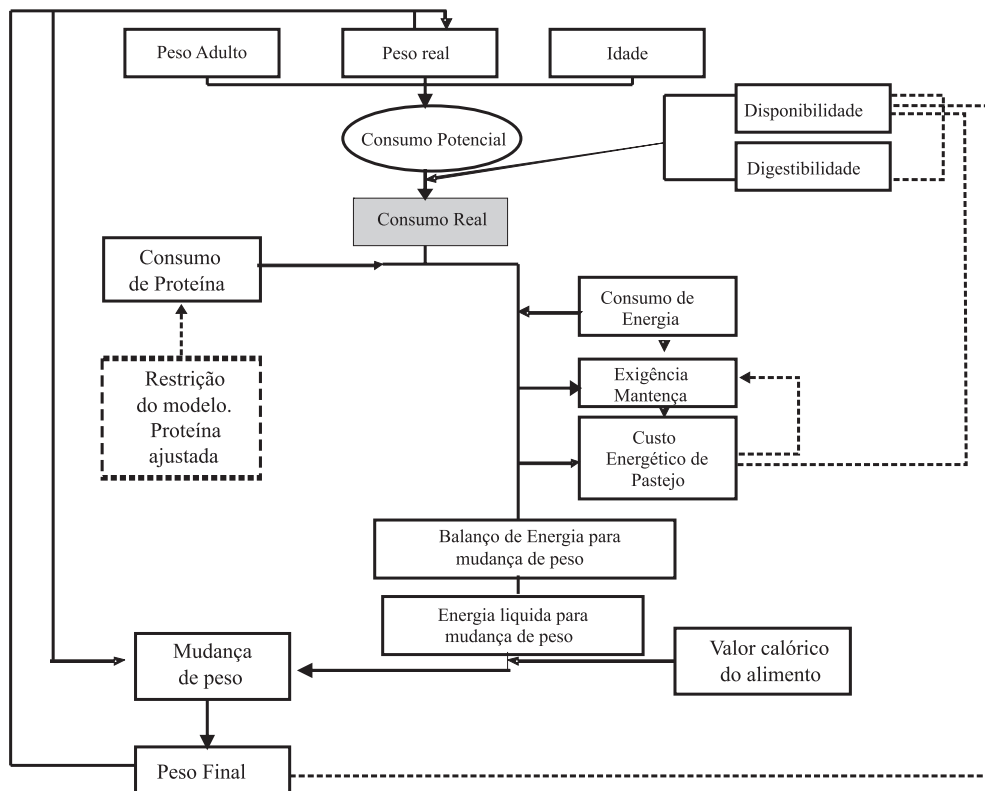 Peso Adulto
Peso real
Idade
Disponibilidade
Consumo Potencial
Digestibilidade
Consumo Real
Consumo
de Proteína
Consumo de
Energia
Restrição
do modelo.
Proteína
ajustada
Exigência
Mantença
Custo
Energético de
Pastejo
Balanço de Energia para
mudança de peso
Energia liquida para
mudança de peso
Mudança
de peso
Valor calórico
do alimento
Peso Final